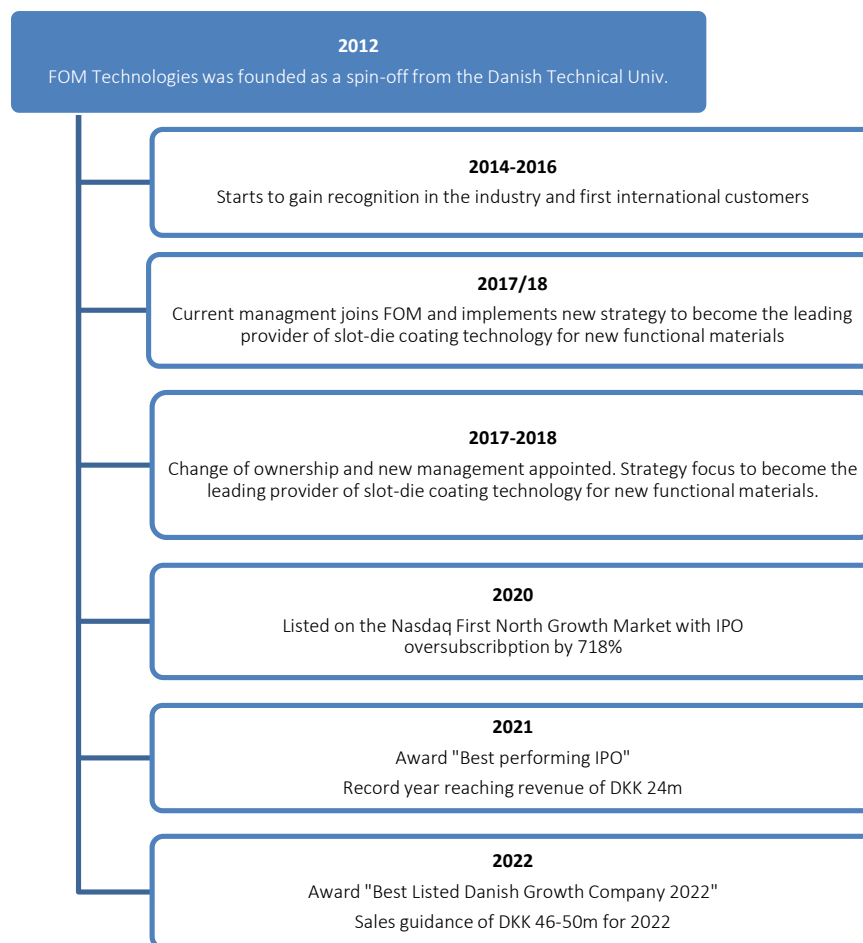 2012
FOM Technologies was founded as a spin-off from the Danish Technical Univ.
2014-2016
Starts to gain recognition in the industry and first international customers
2017/18
Current managment joins FOM and implements new strategy to become the leading
provider of slot-die coating technology for new functional materials
2017-2018
Change of ownership and new management appointed. Strategy focus to become the
leading provider of slot-die coating technology for new functional materials.
2020
Listed on the Nasdaq First North Growth Market with IPO
oversubscribption by 718%
2021
Award "Best performing IPO"
Record year reaching revenue of DKK 24m
2022
Award "Best Listed Danish Growth Company 2022"
Sales guidance of DKK 46-50m for 2022